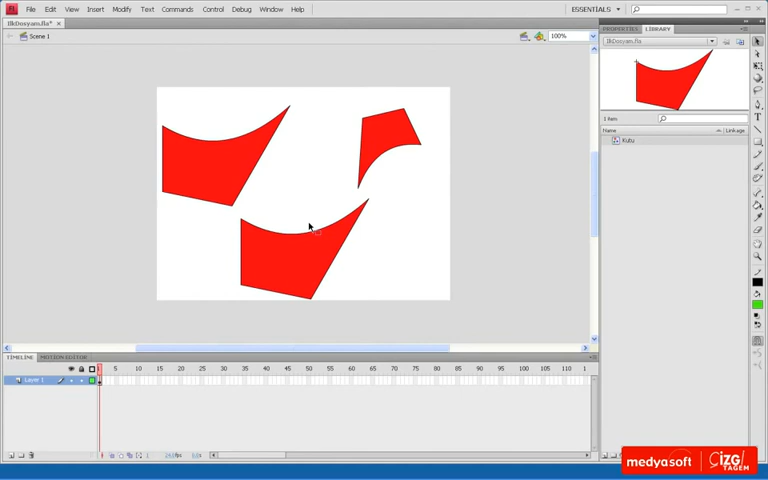 Fl File Edit View Insert Modify Text Commands Control Debug Window Help ESSENTIALS
IlkDosyam.fla*
Scene 1 100%
PROPERTIES LIBRARY
IlkDosyam.fla
1 item
Name Linkage
Kutu
TIMELINE MOTION EDITOR
5 10 15 20 25 30 35 40 45 50 55 60 65 70 75 80 85 90 95 100 105 110 1
Layer 1
medyasoft ÇİZGİ
TAGEM